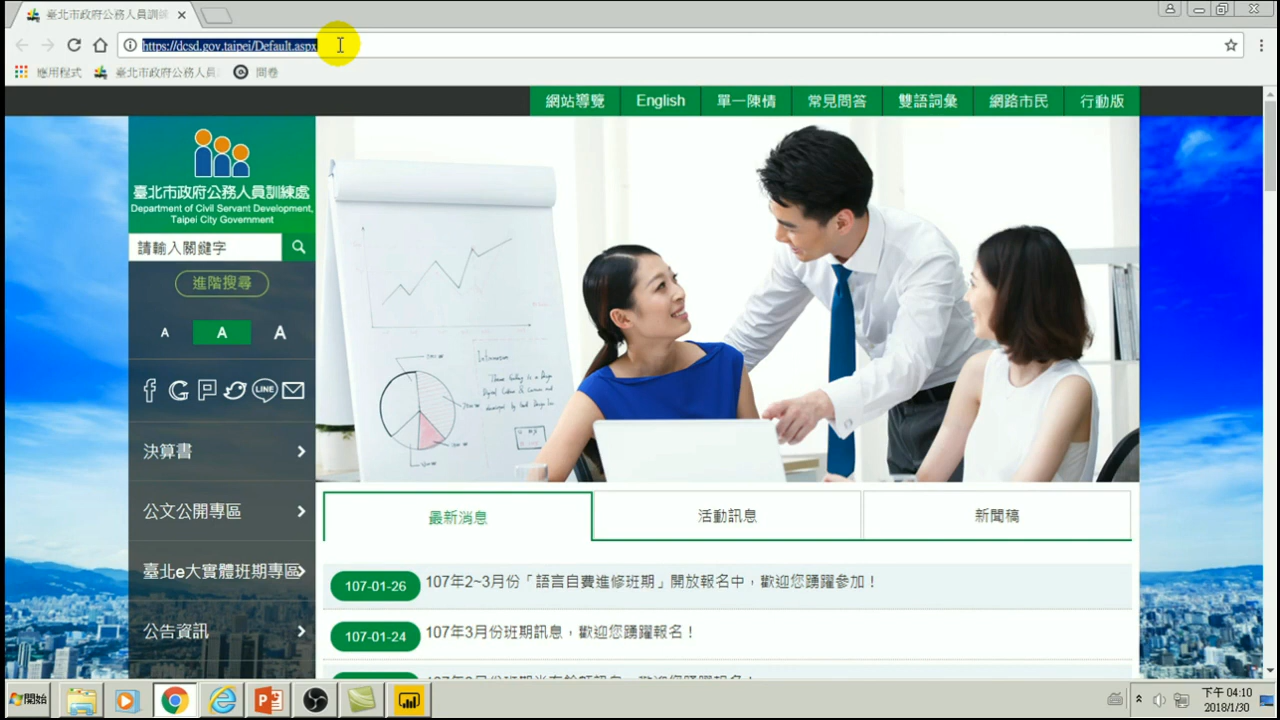 臺北市政府公務人員訓練
https://dcsd.gov.taipei/Default.aspx
應用程式
臺北市政府公務人員
問卷
網站導覽
English
單一陳情
常見問答
雙語詞彙
網路市民
行動版
臺北市政府公務人員訓練處
Department of Civil Servant Development,
Taipei City Government
請輸入關鍵字
進階搜尋
A A A
LINE
決算書
公文公開專區
臺北e大實體班期專區
公告資訊
最新消息
活動訊息
新聞稿
107-01-26 107年2~3月份「語言自費進修班期」開放報名中，歡迎您踴躍參加！
107-01-24 107年3月份班期訊息，歡迎您踴躍報名！
開始
下午 04:10
2018/1/30